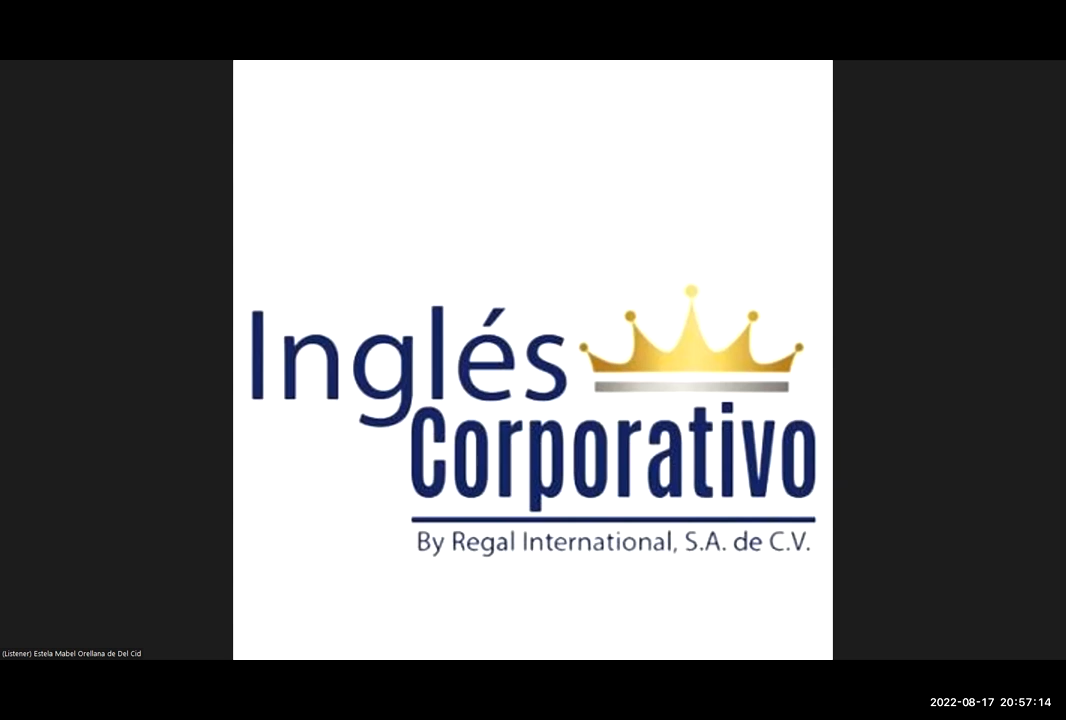 Inglés
Corporativo
By Regal International, S.A. de C.V.
(Listener) Estela Mabel Orellana de Del Cid
2022-08-17 20:57:14